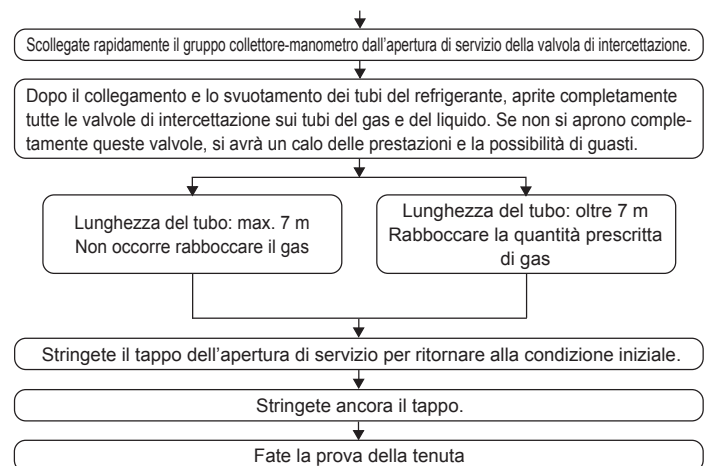 Scollegate rapidamente il gruppo collettore-manometro dall'apertura di servizio della valvola di intercettazione.
Dopo il collegamento e lo svuotamento dei tubi del refrigerante, aprite completamente
tutte le valvole di intercettazione sui tubi del gas e del liquido. Se non si aprono comple-
tamente queste valvole, si avrà un calo delle prestazioni e la possibilità di guasti.
Lunghezza del tubo: max. 7 m
Non occorre rabboccare il gas
Lunghezza del tubo: oltre 7 m
Rabboccare la quantità prescritta
di gas
Stringete il tappo dell'apertura di servizio per ritornare alla condizione iniziale.
Stringete ancora il tappo.
Fate la prova della tenuta